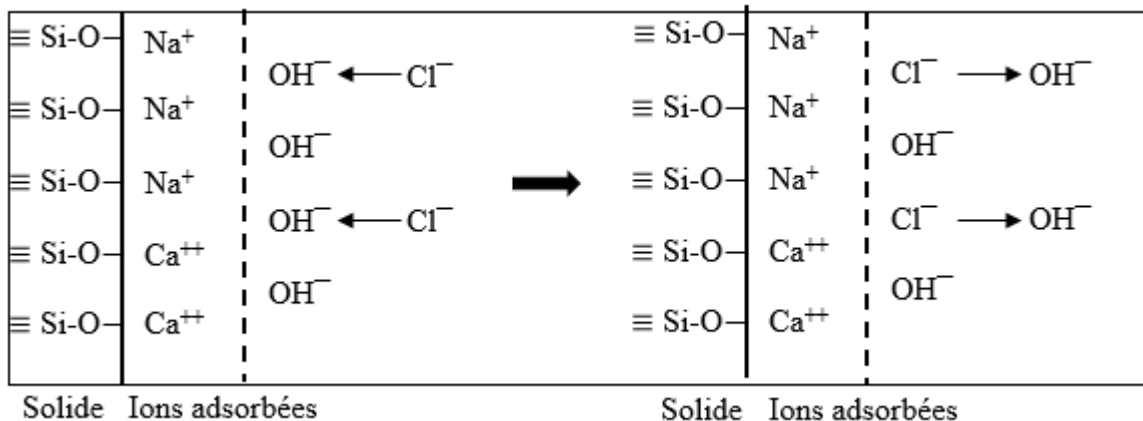 ≡ Si-O Na⁺ ≡ Si-O Na⁺
OH⁻ Cl⁻ Cl⁻ OH⁻
≡ Si-O Na⁺ ≡ Si-O Na⁺
OH⁻ OH⁻
≡ Si-O Na⁺ ≡ Si-O Na⁺
OH⁻ Cl⁻ Cl⁻ OH⁻
≡ Si-O Ca⁺⁺ ≡ Si-O Ca⁺⁺
OH⁻ OH⁻
≡ Si-O Ca⁺⁺ ≡ Si-O Ca⁺⁺
Solide Ions adsorbées Solide Ions adsorbées